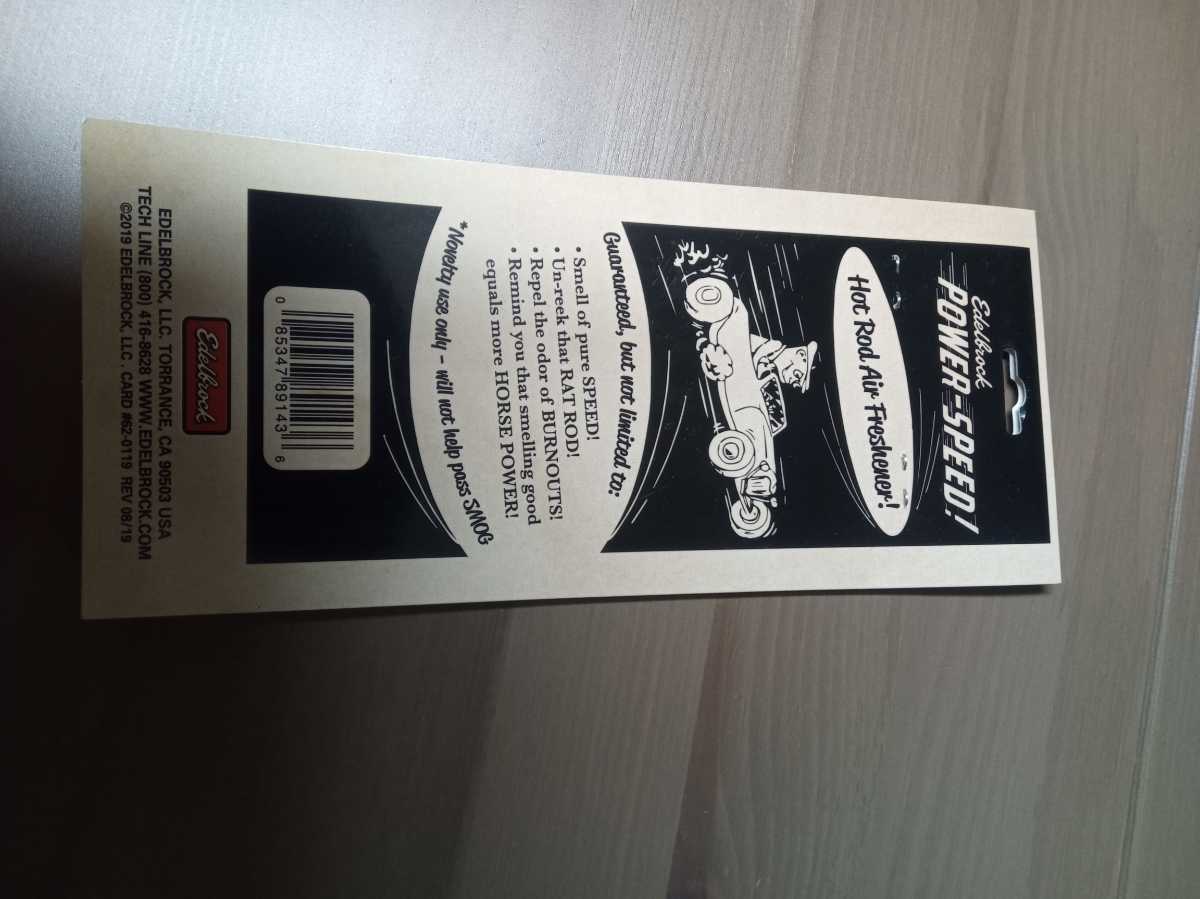 Edelbrock
POWER-SPEED!
Hot Rod Air Freshener!
Guaranteed, but not limited to:
• Smell of pure SPEED!
• Un-reek that RAT ROD!
• Repel the odor of BURNOUTS!
• Remind you that smelling good
equals more HORSE POWER!
*Novelty use only - will not help pass SMOG
0 85347 89143 6
Edelbrock
EDELBROCK, LLC. TORRANCE, CA 90503 USA
TECH LINE (800) 416-8628 WWW.EDELBROCK.COM
©2019 EDELBROCK, LLC . CARD #62-0119 REV 08/19